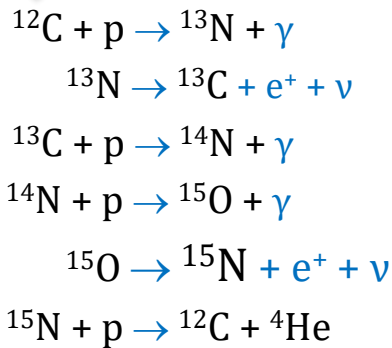 ¹²C + p → ¹³N + γ
¹³N → ¹³C + e⁺ + ν
¹³C + p → ¹⁴N + γ
¹⁴N + p → ¹⁵O + γ
¹⁵O → ¹⁵N + e⁺ + ν
¹⁵N + p → ¹²C + ⁴He